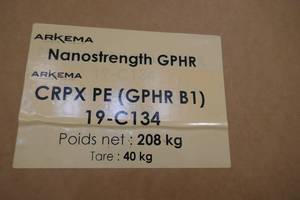 ARKEMA
Nanostrength GPHR
ARKEMA
CRPX PE (GPHR B1)
19-C134
Poids net : 208 kg
Tare : 40 kg